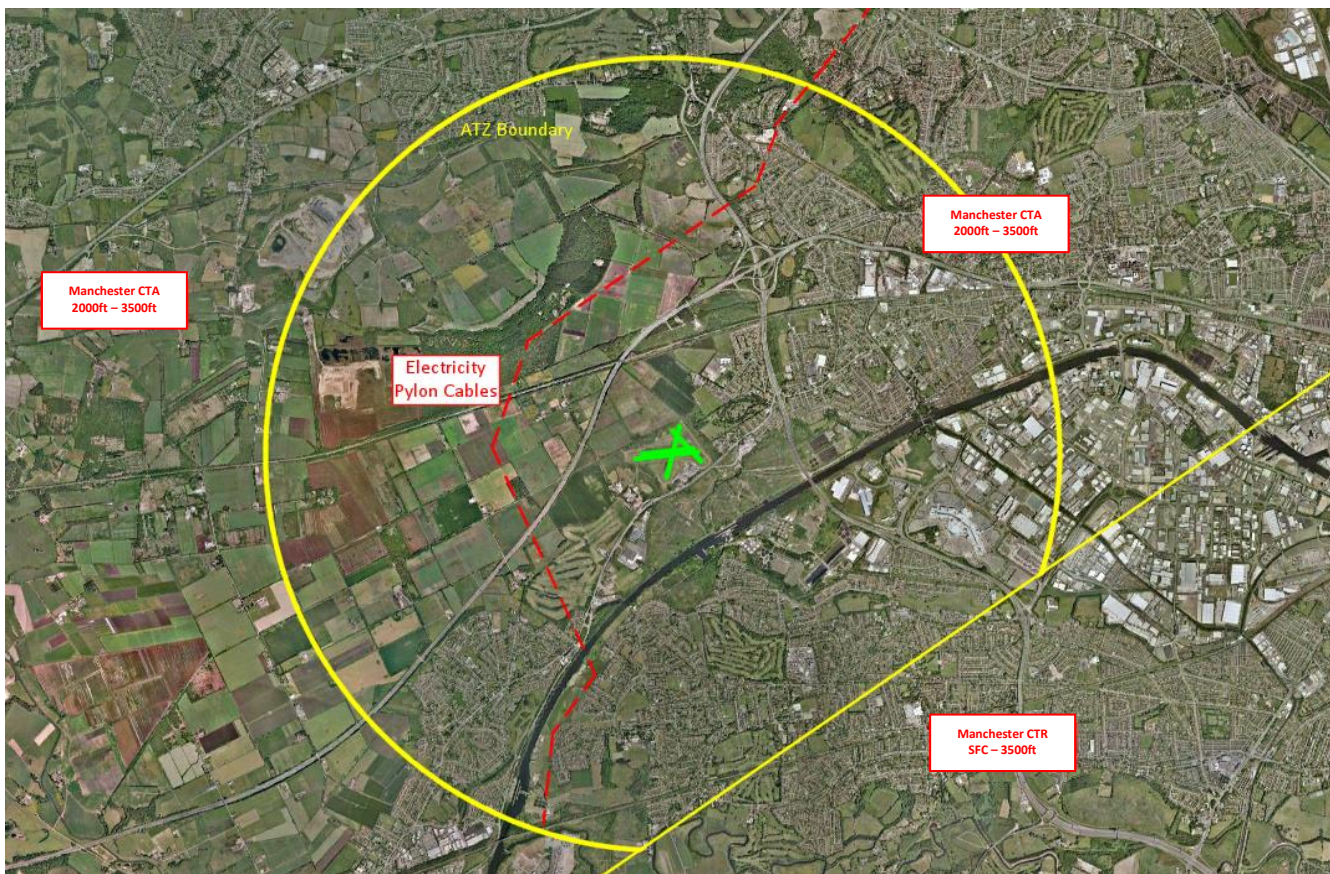 ATZ Boundary
Manchester CTA
2000ft – 3500ft
Manchester CTA
2000ft – 3500ft
Electricity
Pylon Cables
Manchester CTR
SFC – 3500ft